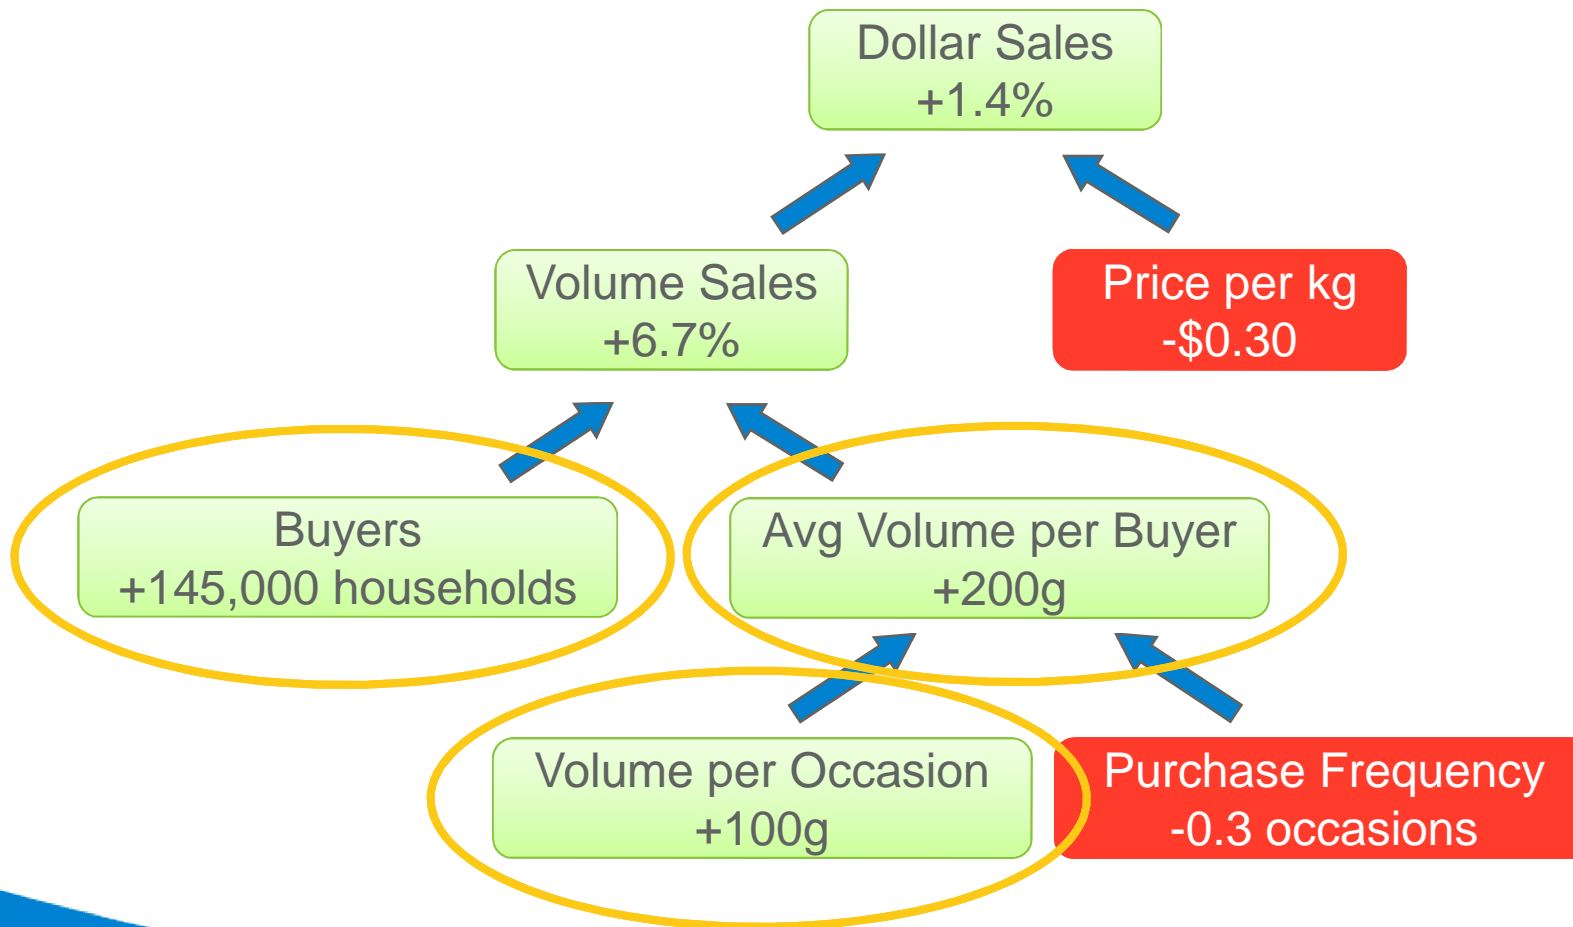 Dollar Sales
+1.4%
Volume Sales
+6.7%
Price per kg
-$0.30
Buyers
+145,000 households
Avg Volume per Buyer
+200g
Volume per Occasion
+100g
Purchase Frequency
-0.3 occasions